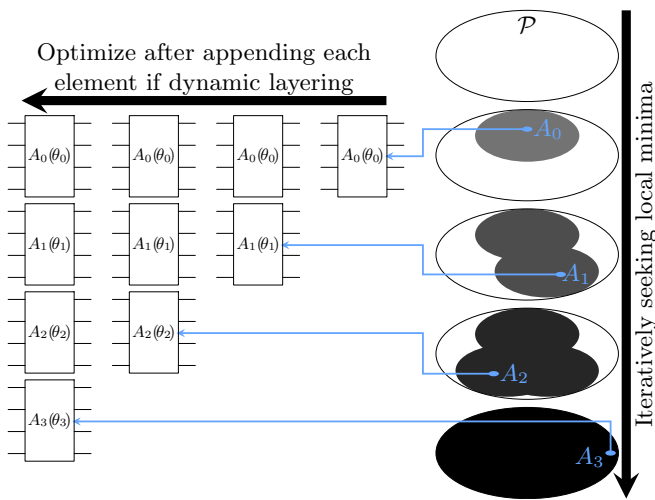 𝒫
Optimize after appending each
element if dynamic layering
A₀(θ₀) A₀(θ₀) A₀(θ₀) A₀(θ₀) A₀
A₁(θ₁) A₁(θ₁) A₁(θ₁) A₁
A₂(θ₂) A₂(θ₂) A₂
A₃(θ₃) A₃
Iteratively seeking local minima